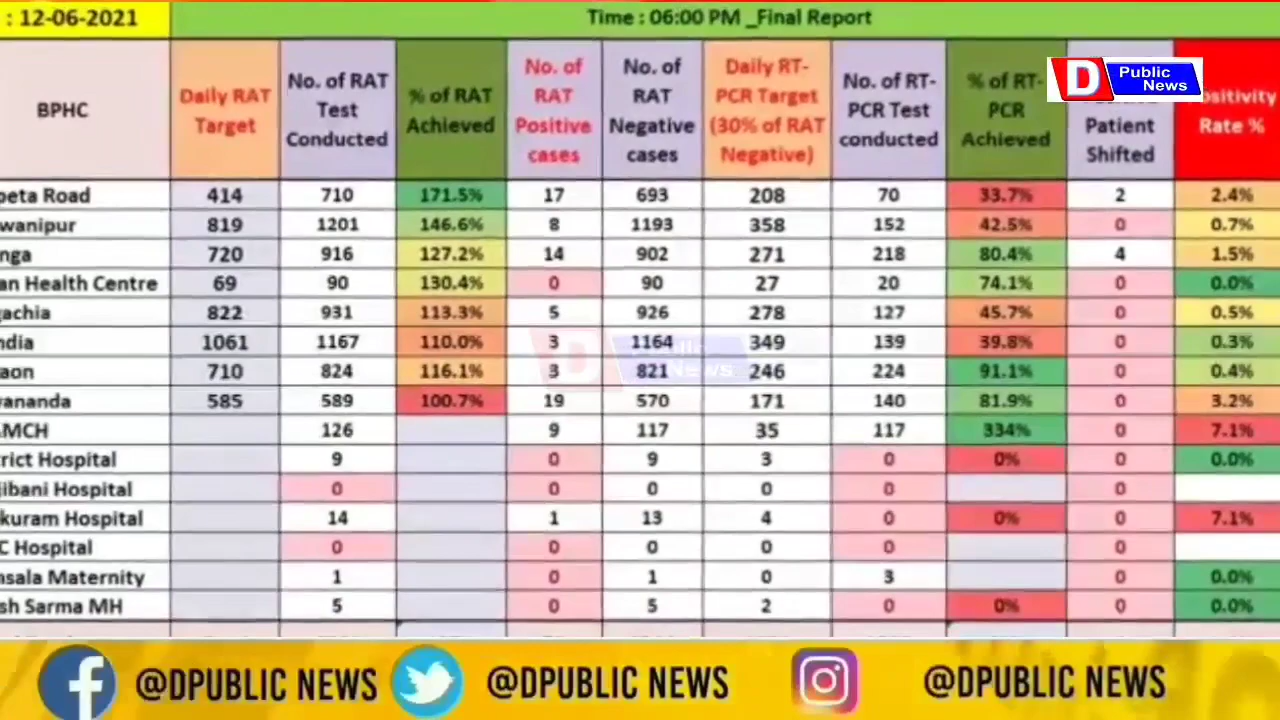 : 12-06-2021 Time : 06:00 PM _Final Report
BPHC Daily RAT Target No. of RAT Test Conducted % of RAT Achieved No. of RAT Positive cases No. of RAT Negative cases Daily RT-PCR Target (30% of RAT Negative) No. of RT-PCR Test conducted % of RT-PCR Achieved Patient Shifted ositivity Rate %
D Public News
peta Road 414 710 171.5% 17 693 208 70 33.7% 2 2.4%
wanipur 819 1201 146.6% 8 1193 358 152 42.5% 0 0.7%
nga 720 916 127.2% 14 902 271 218 80.4% 4 1.5%
an Health Centre 69 90 130.4% 0 90 27 20 74.1% 0 0.0%
gachia 822 931 113.3% 5 926 278 127 45.7% 0 0.5%
ndia 1061 1167 110.0% 3 1164 349 139 39.8% 0 0.3%
aon 710 824 116.1% 3 821 246 224 91.1% 0 0.4%
D Public News
vananda 585 589 100.7% 19 570 171 140 81.9% 0 3.2%
AMCH 126 9 117 35 117 334% 0 7.1%
trict Hospital 9 0 9 3 0 0% 0 0.0%
jibani Hospital 0 0 0 0 0 0
kuram Hospital 14 1 13 4 0 0% 0 7.1%
C Hospital 0 0 0 0 0 0
nsala Maternity 1 0 1 0 3 0 0.0%
sh Sarma MH 5 0 5 2 0 0% 0 0.0%
@DPUBLIC NEWS @DPUBLIC NEWS @DPUBLIC NEWS